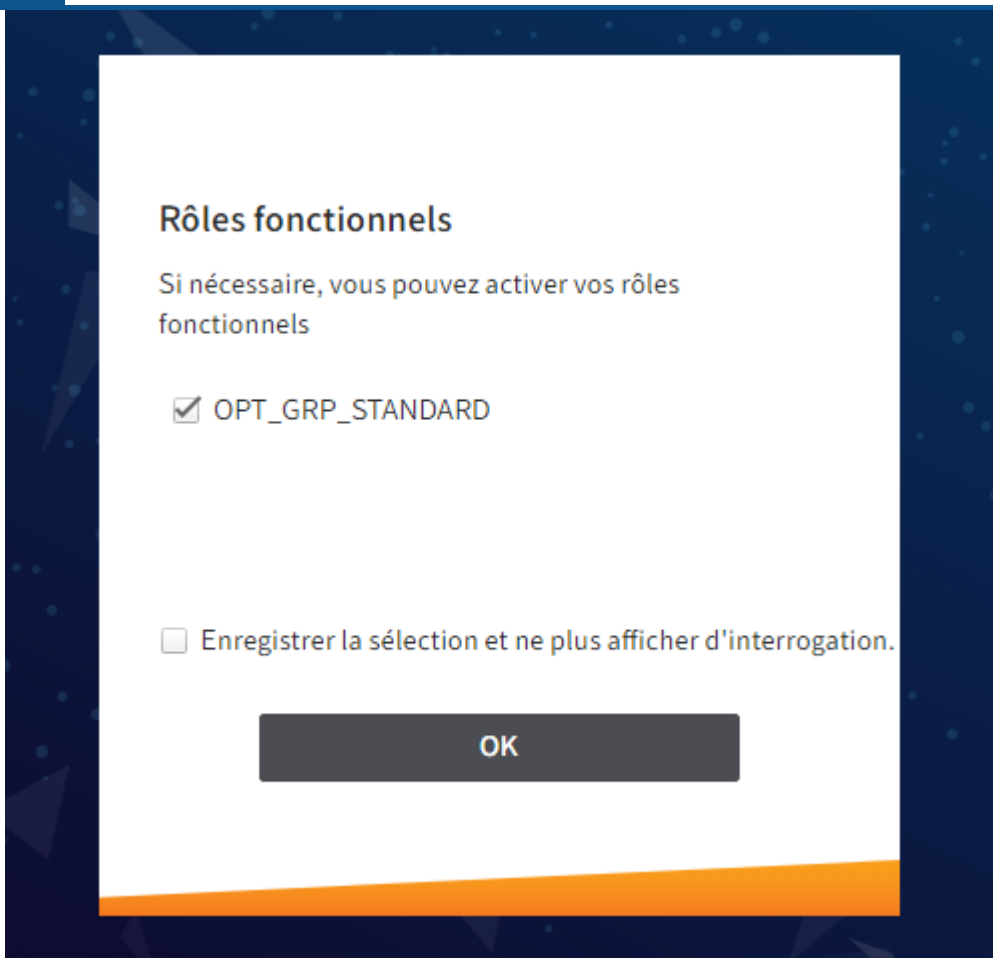 Rôles fonctionnels
Si nécessaire, vous pouvez activer vos rôles
fonctionnels
OPT_GRP_STANDARD
Enregistrer la sélection et ne plus afficher d'interrogation.
OK